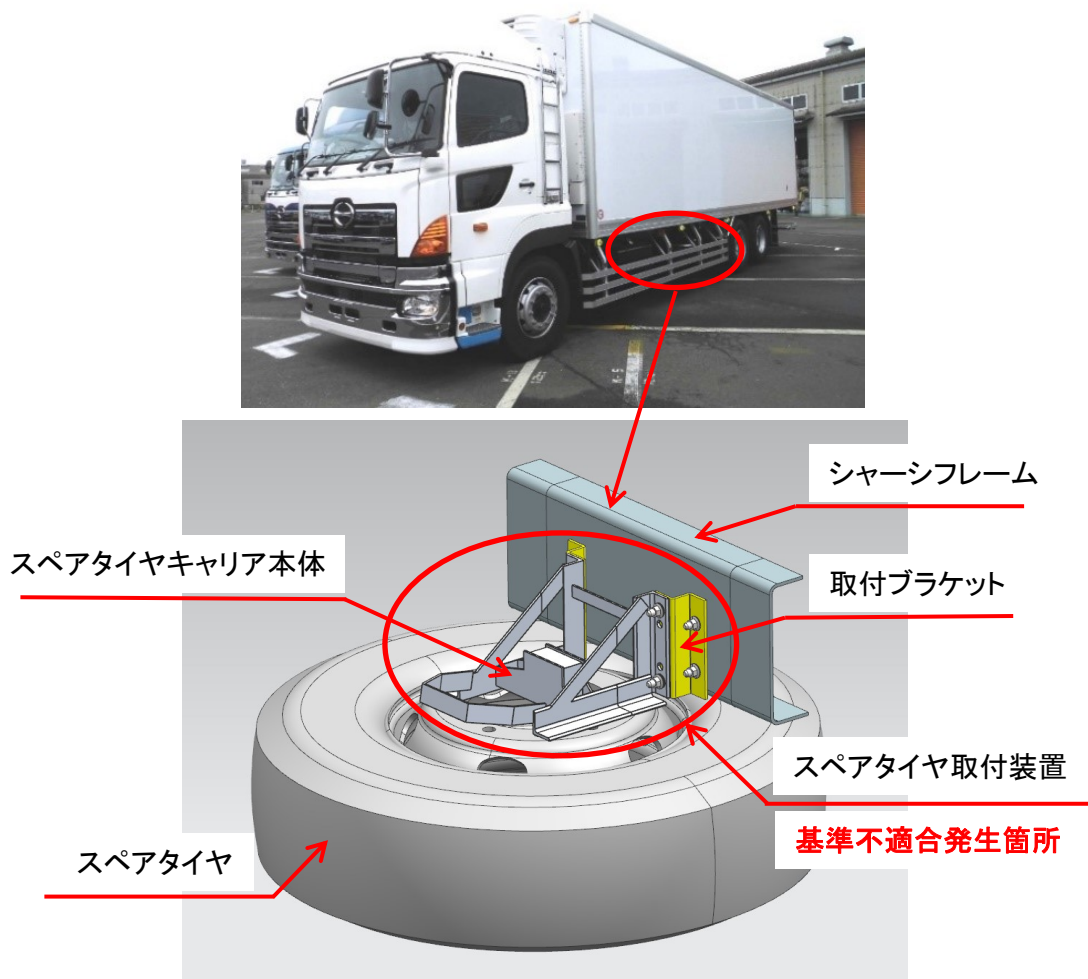 シャーシフレーム
スペアタイヤキャリア本体
取付ブラケット
スペアタイヤ取付装置
基準不適合発生箇所
スペアタイヤ